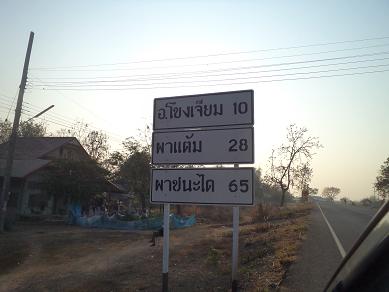 อ.โขงเจียม 10
ผาแต้ม 28
ผาชนะได 65